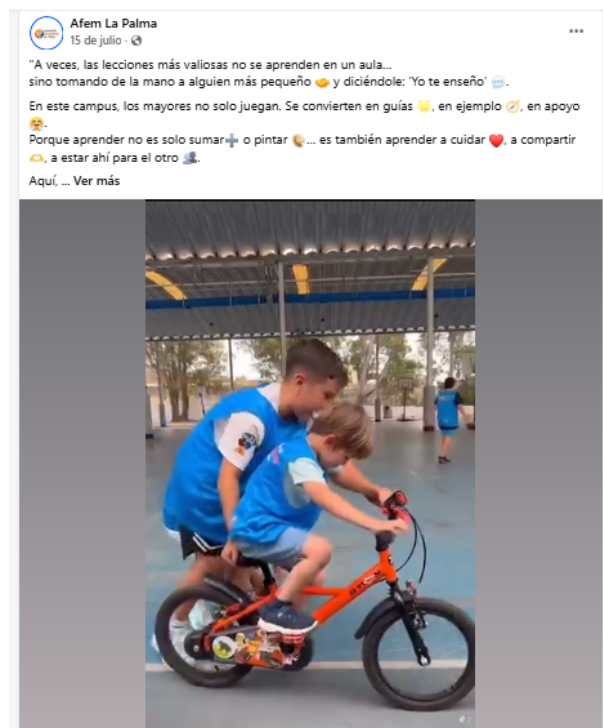 Afem La Palma
15 de julio ·
"A veces, las lecciones más valiosas no se aprenden en un aula...
sino tomando de la mano a alguien más pequeño 🤝 y diciéndole: ‘Yo te enseño’ 💬.
En este campus, los mayores no solo juegan. Se convierten en guías 🌟, en ejemplo 🧭, en apoyo
🤗.
Porque aprender no es solo sumar➕ o pintar 🎨... es también aprender a cuidar ❤️, a compartir
🫶, a estar ahí para el otro 👥.
Aquí, ... Ver más